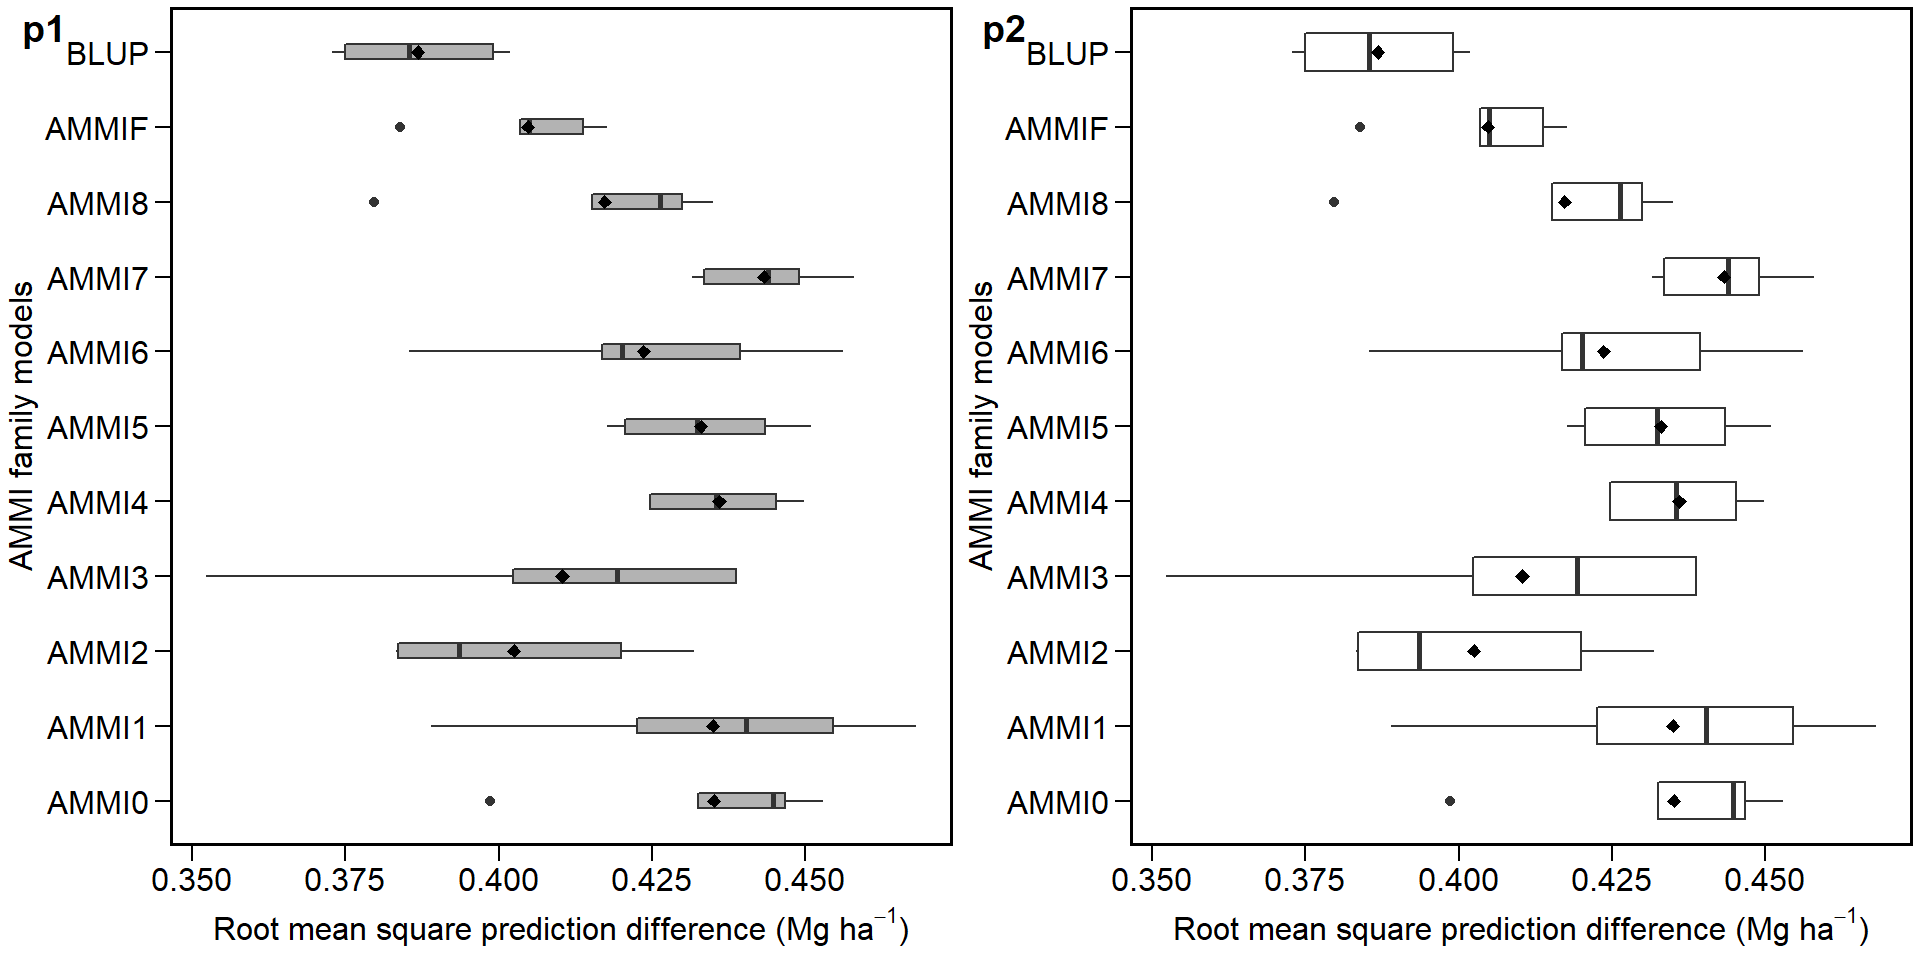 p1
BLUP
AMMIF
AMMI8
AMMI7
AMMI6
AMMI5
AMMI4
AMMI3
AMMI2
AMMI1
AMMI0
AMMI family models
0.350 0.375 0.400 0.425 0.450
Root mean square prediction difference (Mg ha⁻¹)
p2
BLUP
AMMIF
AMMI8
AMMI7
AMMI6
AMMI5
AMMI4
AMMI3
AMMI2
AMMI1
AMMI0
AMMI family models
0.350 0.375 0.400 0.425 0.450
Root mean square prediction difference (Mg ha⁻¹)